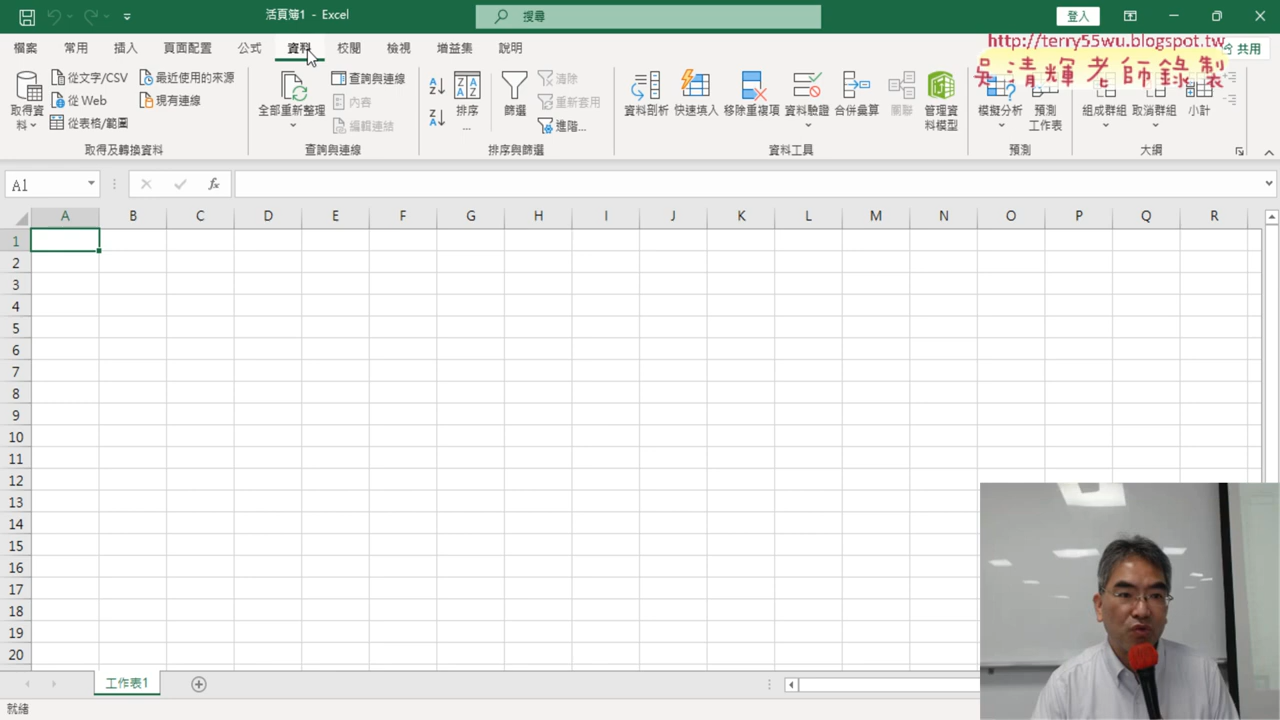 活頁簿1 - Excel
搜尋
登入
檔案 常用 插入 頁面配置 公式 資料 校閱 檢視 增益集 說明
共用
http://terry55wu.blogspot.tw
吳清輝老師錄製
取得資料
從文字/CSV
從 Web
從表格/範圍
最近使用的來源
現有連線
取得及轉換資料
全部重新整理
查詢與連線
內容
編輯連結
查詢與連線
排序...
篩選
清除
重新套用
進階...
排序與篩選
資料剖析
快速填入
移除重複項
資料驗證
合併彙算
關聯
管理資料模型
資料工具
模擬分析
預測工作表
預測
組成群組
取消群組
小計
大綱
A1
fx
A B C D E F G H I J K L M N O P Q R
1
2
3
4
5
6
7
8
9
10
11
12
13
14
15
16
17
18
19
20
工作表1
就緒